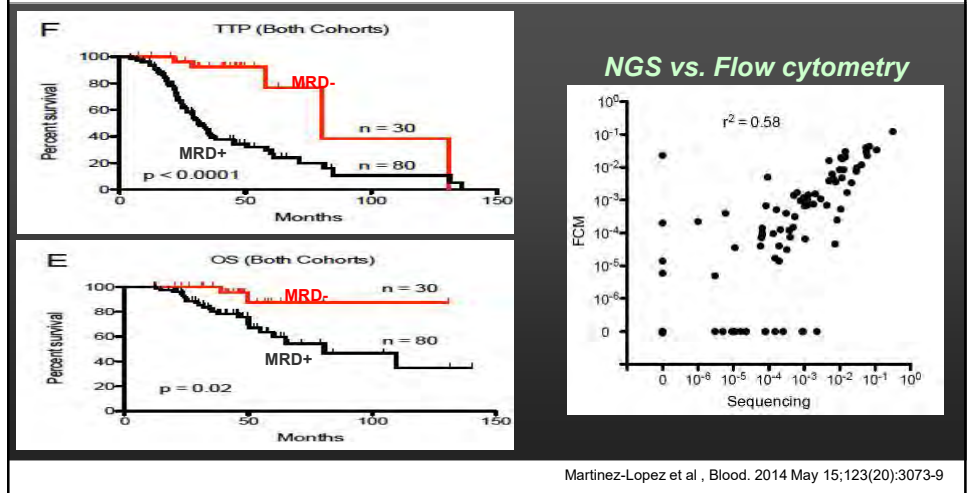 F
TTP (Both Cohorts)
Percent survival
100
80
60
40
20
0
MRD-
n = 30
MRD+
n = 80
p < 0.0001
0
50
100
150
Months
E
OS (Both Cohorts)
Percent survival
100
80
60
40
20
0
MRD-
n = 30
n = 80
MRD+
p = 0.02
0
50
100
150
Months
NGS vs. Flow cytometry
r² = 0.58
FCM
10⁰
10⁻¹
10⁻²
10⁻³
10⁻⁴
10⁻⁵
10⁻⁶
0
0 10⁻⁶ 10⁻⁵ 10⁻⁴ 10⁻³ 10⁻² 10⁻¹ 10⁰
Sequencing
Martinez-Lopez et al , Blood. 2014 May 15;123(20):3073-9